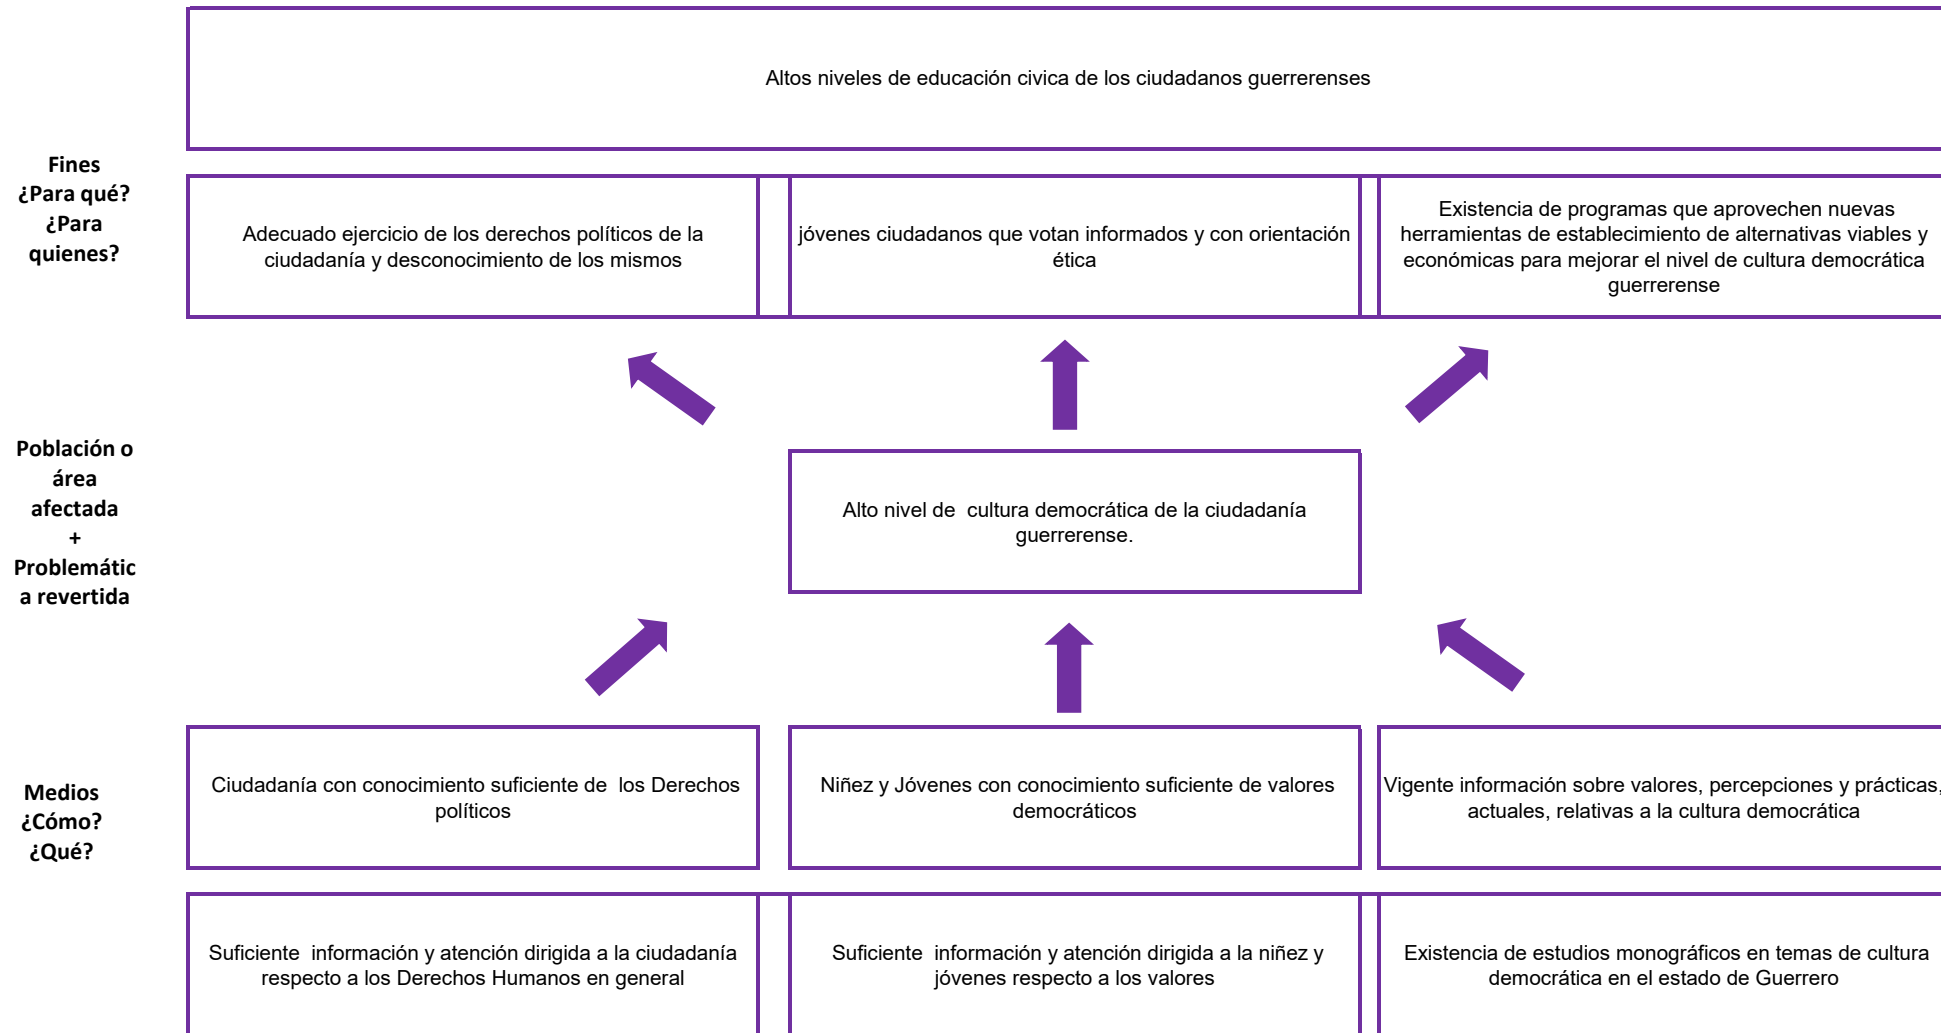 Altos niveles de educación civica de los ciudadanos guerrerenses
Fines
¿Para qué?
¿Para
quienes?
Adecuado ejercicio de los derechos políticos de la
ciudadanía y desconocimiento de los mismos
jóvenes ciudadanos que votan informados y con orientación
ética
Existencia de programas que aprovechen nuevas
herramientas de establecimiento de alternativas viables y
económicas para mejorar el nivel de cultura democrática
guerrerense
Población o
área
afectada
+
Problemátic
a revertida
Alto nivel de  cultura democrática de la ciudadanía
guerrerense.
Medios
¿Cómo?
¿Qué?
Ciudadanía con conocimiento suficiente de  los Derechos
políticos
Niñez y Jóvenes con conocimiento suficiente de valores
democráticos
Vigente información sobre valores, percepciones y prácticas,
actuales, relativas a la cultura democrática
Suficiente  información y atención dirigida a la ciudadanía
respecto a los Derechos Humanos en general
Suficiente  información y atención dirigida a la niñez y
jóvenes respecto a los valores
Existencia de estudios monográficos en temas de cultura
democrática en el estado de Guerrero